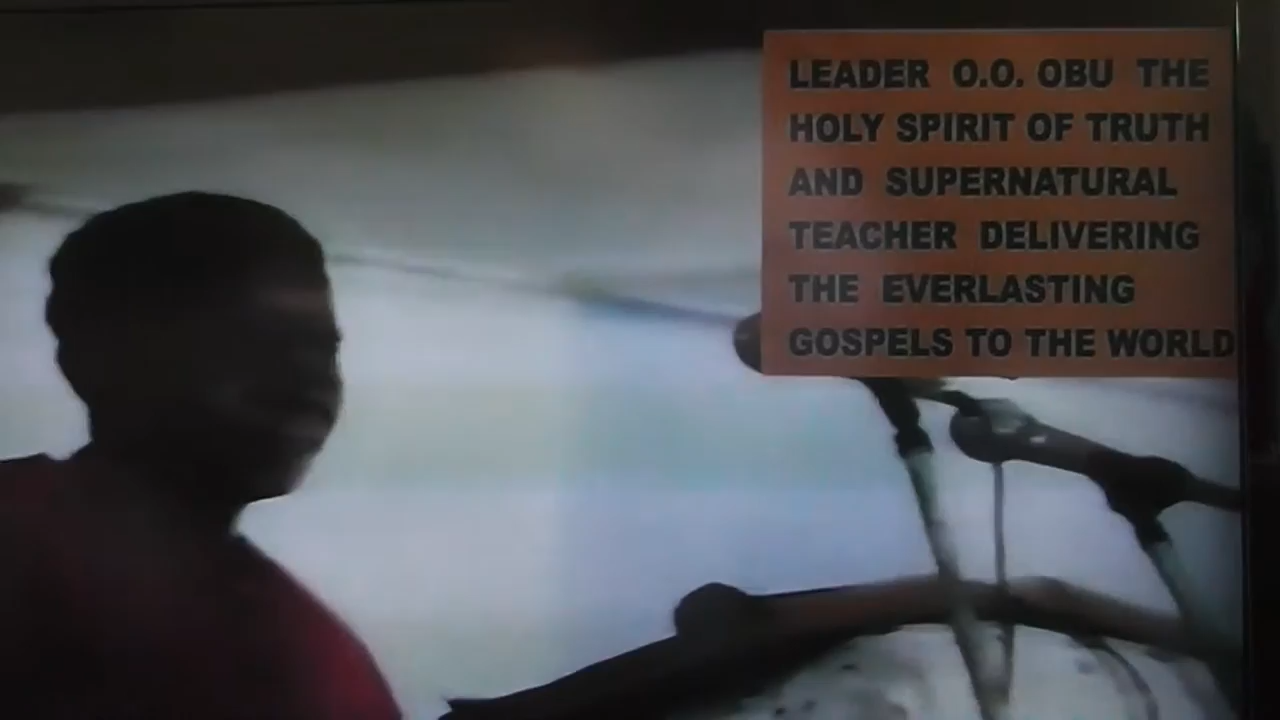 LEADER O.O. OBU THE
HOLY SPIRIT OF TRUTH
AND SUPERNATURAL
TEACHER DELIVERING
THE EVERLASTING
GOSPELS TO THE WORLD